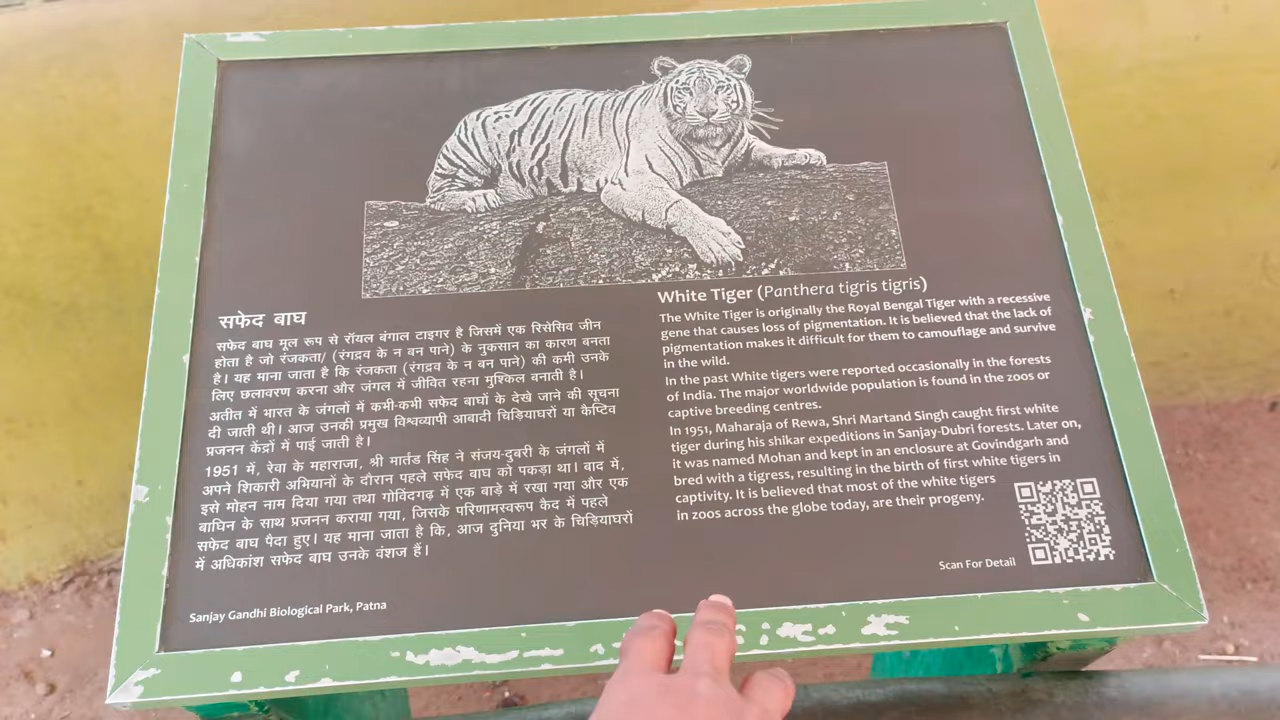 सफेद बाघ
सफेद बाघ मूल रूप से रॉयल बंगाल टाइगर है जिसमें एक रिसेसिव जीन
होता है जो रंजकता/ (रंगद्रव के न बन पाने) के नुकसान का कारण बनता
है। यह माना जाता है कि रंजकता (रंगद्रव के न बन पाने) की कमी उनके
लिए छलावरण करना और जंगल में जीवित रहना मुश्किल बनाती है।
अतीत में भारत के जंगलों में कभी-कभी सफेद बाघों के देखे जाने की सूचना
दी जाती थी। आज उनकी प्रमुख विश्वव्यापी आबादी चिड़ियाघरों या कैप्टिव
प्रजनन केंद्रों में पाई जाती है।
1951 में, रेवा के महाराजा, श्री मार्तंड सिंह ने संजय-दुबरी के जंगलों में
अपने शिकारी अभियानों के दौरान पहले सफेद बाघ को पकड़ा था। बाद में,
इसे मोहन नाम दिया गया तथा गोविंदगढ़ में एक बाड़े में रखा गया और एक
बाघिन के साथ प्रजनन कराया गया, जिसके परिणामस्वरूप कैद में पहले
सफेद बाघ पैदा हुए। यह माना जाता है कि, आज दुनिया भर के चिड़ियाघरों
में अधिकांश सफेद बाघ उनके वंशज हैं।
White Tiger (Panthera tigris tigris)
The White Tiger is originally the Royal Bengal Tiger with a recessive
gene that causes loss of pigmentation. It is believed that the lack of
pigmentation makes it difficult for them to camouflage and survive
in the wild.
In the past White tigers were reported occasionally in the forests
of India. The major worldwide population is found in the zoos or
captive breeding centres.
In 1951, Maharaja of Rewa, Shri Martand Singh caught first white
tiger during his shikar expeditions in Sanjay-Dubri forests. Later on,
it was named Mohan and kept in an enclosure at Govindgarh and
bred with a tigress, resulting in the birth of first white tigers in
captivity. It is believed that most of the white tigers
in zoos across the globe today, are their progeny.
Scan For Detail
Sanjay Gandhi Biological Park, Patna